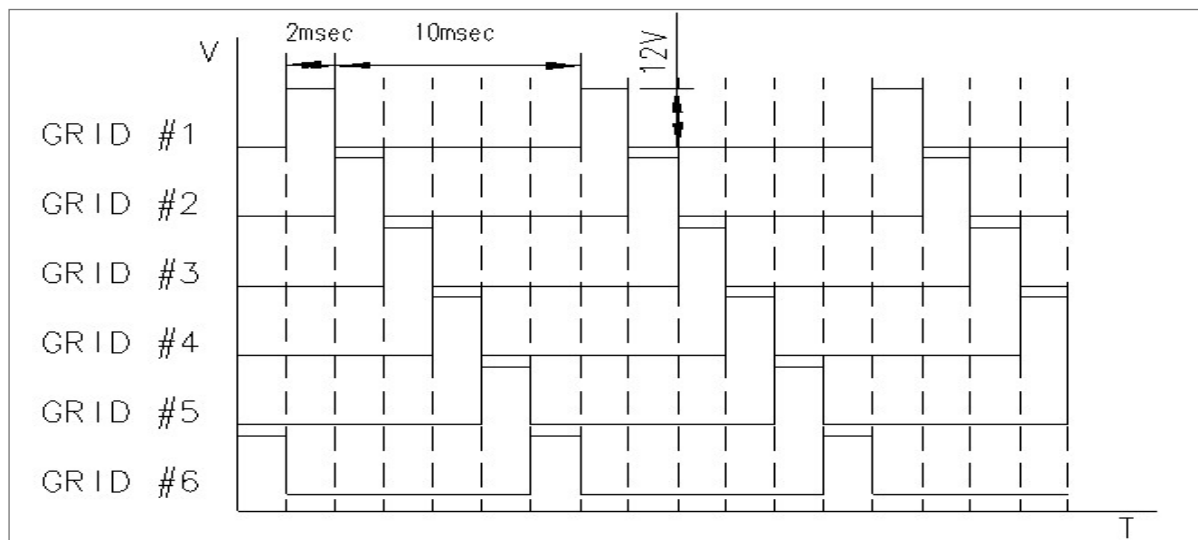 2msec
10msec
12V
V
GRID #1
GRID #2
GRID #3
GRID #4
GRID #5
GRID #6
T